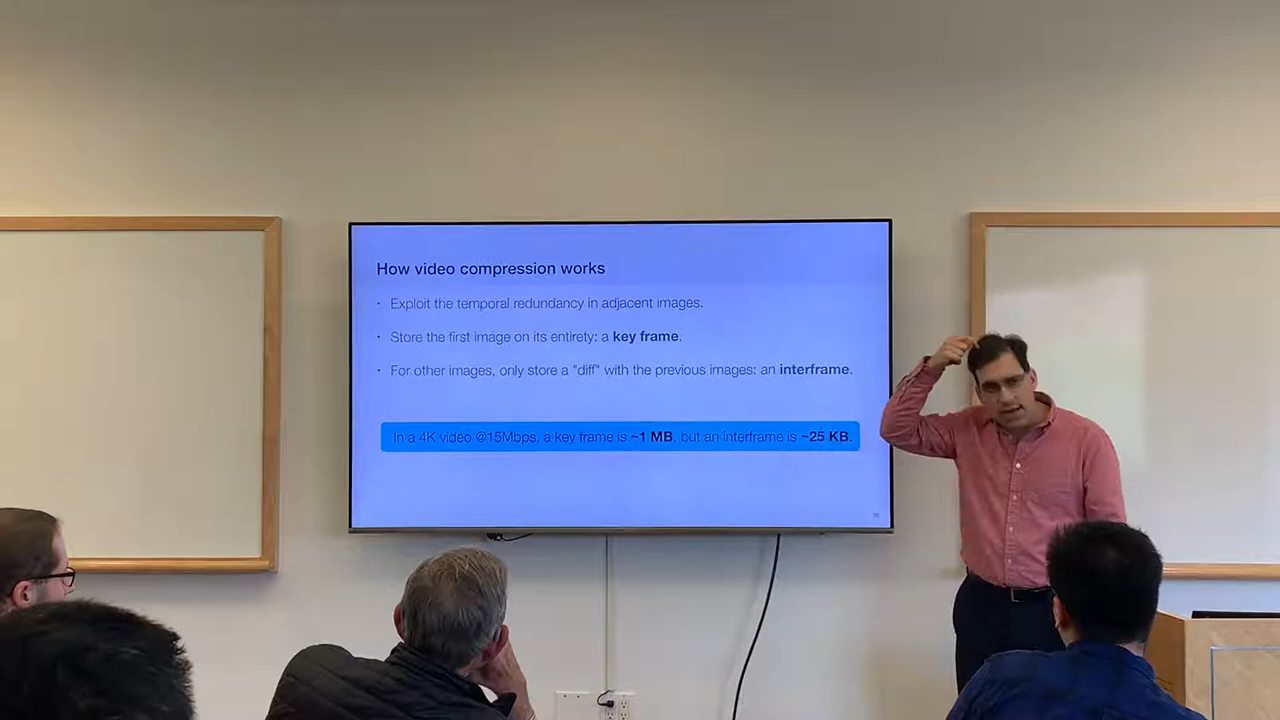 How video compression works
· Exploit the temporal redundancy in adjacent images.
· Store the first image on its entirety: a key frame.
· For other images, only store a "diff" with the previous images: an interframe.
In a 4K video @15Mbps, a key frame is ~1 MB, but an interframe is ~25 KB.